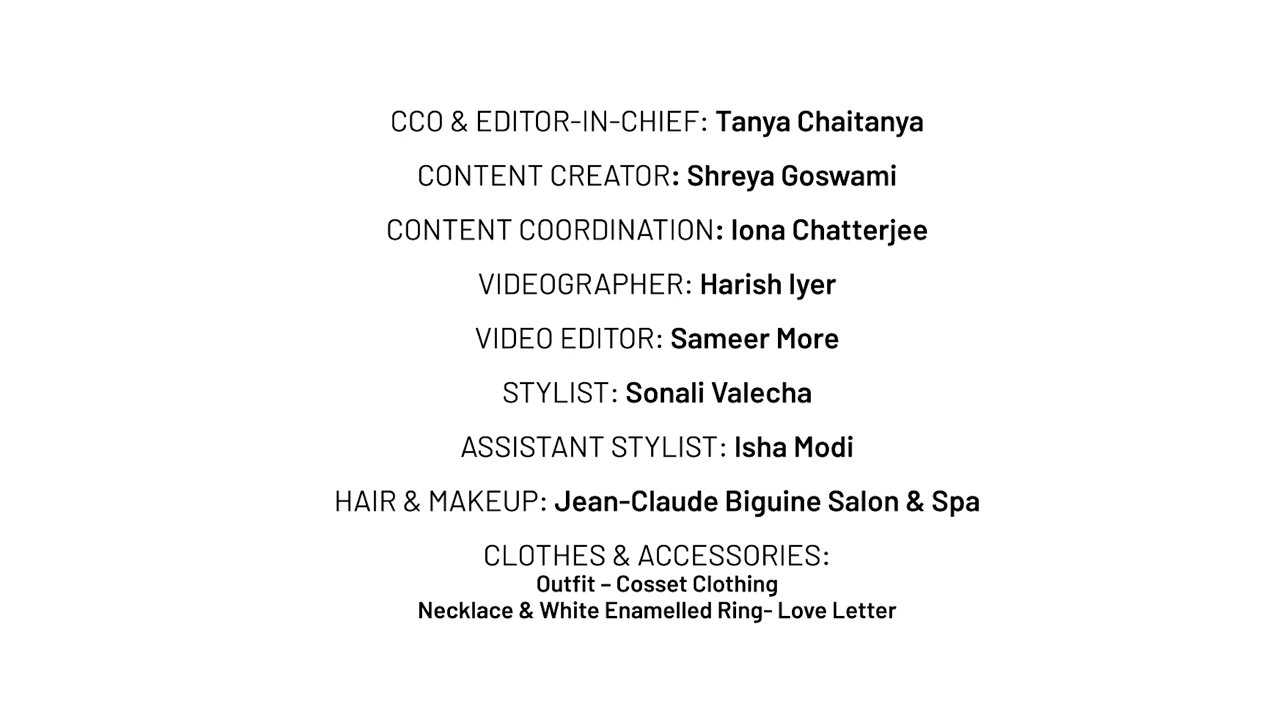 CCO & EDITOR-IN-CHIEF: Tanya Chaitanya
CONTENT CREATOR: Shreya Goswami
CONTENT COORDINATION: Iona Chatterjee
VIDEOGRAPHER: Harish Iyer
VIDEO EDITOR: Sameer More
STYLIST: Sonali Valecha
ASSISTANT STYLIST: Isha Modi
HAIR & MAKEUP: Jean-Claude Biguine Salon & Spa
CLOTHES & ACCESSORIES:
Outfit – Cosset Clothing
Necklace & White Enamelled Ring- Love Letter